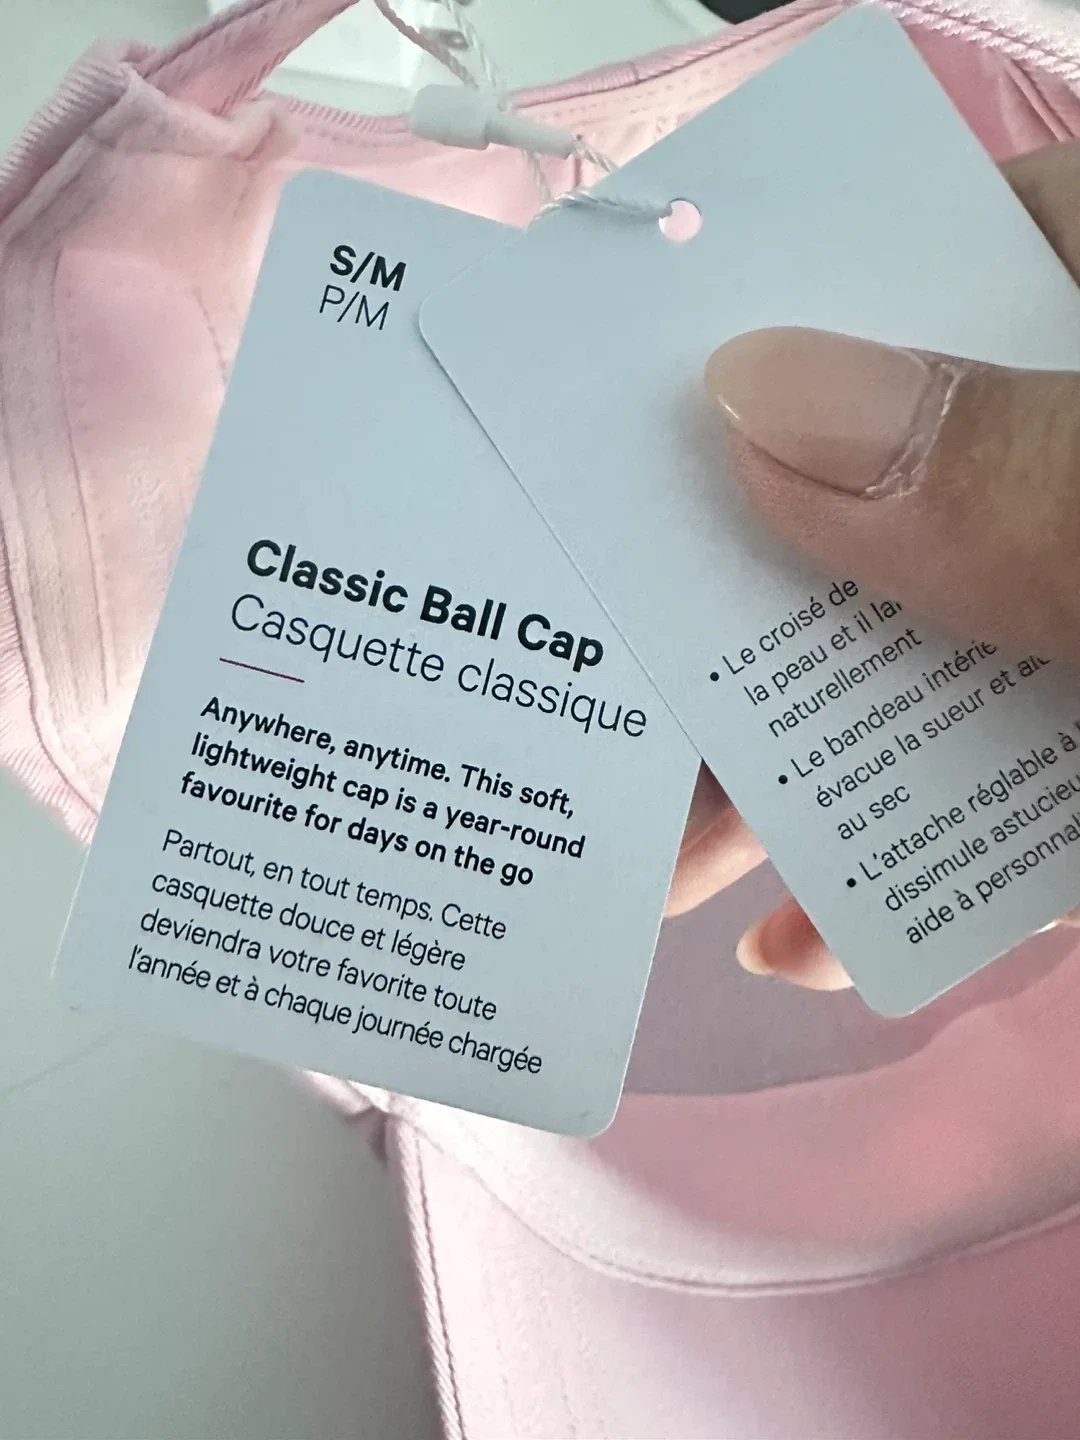 S/M
P/M
Classic Ball Cap
Casquette classique
Anywhere, anytime. This soft,
lightweight cap is a year-round
favourite for days on the go
Partout, en tout temps. Cette
casquette douce et légère
deviendra votre favorite toute
l'année et à chaque journée chargée
• Le croisé de
la peau et il
naturellement
• Le bandeau
évacue la sueur et
au sec
• L'attache réglable à
dissimule
aide à